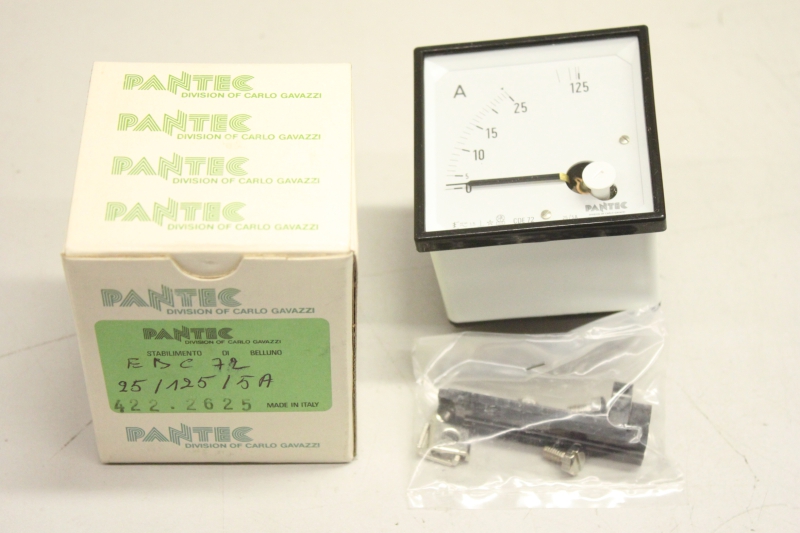 PANTEC
DIVISION OF CARLO GAVAZZI
PANTEC
DIVISION OF CARLO GAVAZZI
PANTEC
DIVISION OF CARLO GAVAZZI
PANTEC
DIVISION OF CARLO GAVAZZI
PANTEC
DIVISION OF CARLO GAVAZZI
PANTEC
DIVISION OF CARLO GAVAZZI
STABILIMENTO DI BELLUNO
EBC 72
25/125/5A
422.2625 MADE IN ITALY
PANTEC
DIVISION OF CARLO GAVAZZI
A
0
5
10
15
25
125
PANTEC